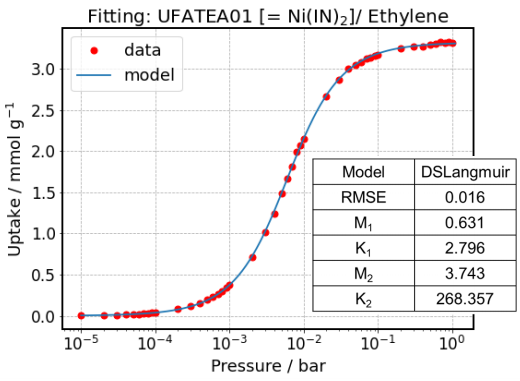 Fitting: UFATEA01 [= Ni(IN)₂]/ Ethylene
data
model
Uptake / mmol g⁻¹
3.0
2.5
2.0
1.5
1.0
0.5
0.0
Model DSLangmuir
RMSE 0.016
M₁ 0.631
K₁ 2.796
M₂ 3.743
K₂ 268.357
10⁻⁵ 10⁻⁴ 10⁻³ 10⁻² 10⁻¹ 10⁰
Pressure / bar